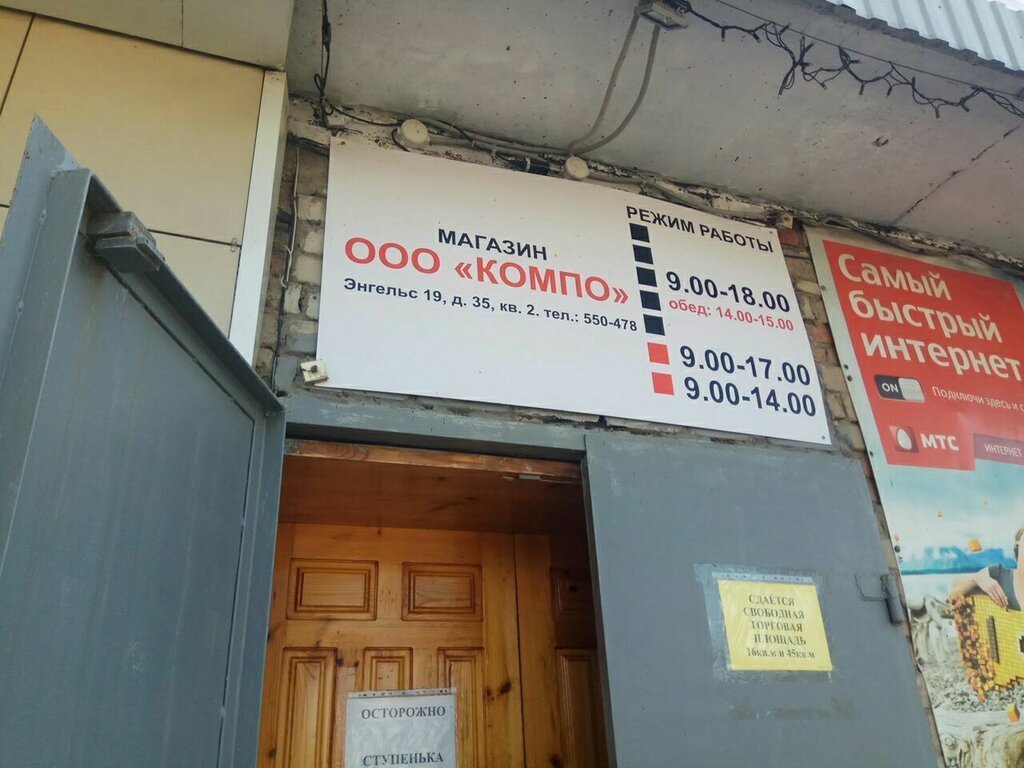 МАГАЗИН
ООО «КОМПО»
Энгельс 19, д. 35, кв. 2. тел.: 550-478
РЕЖИМ РАБОТЫ
9.00-18.00
обед: 14.00-15.00
9.00-17.00
9.00-14.00
Самый
быстрый
интернет
ON
Подключи здесь и
МТС
ИНТЕРНЕТ
СДАЁТСЯ
СВОБОДНАЯ
ТОРГОВАЯ
ПЛОЩАДЬ
16кв.м и 45кв.м
ОСТОРОЖНО
СТУПЕНЬКА